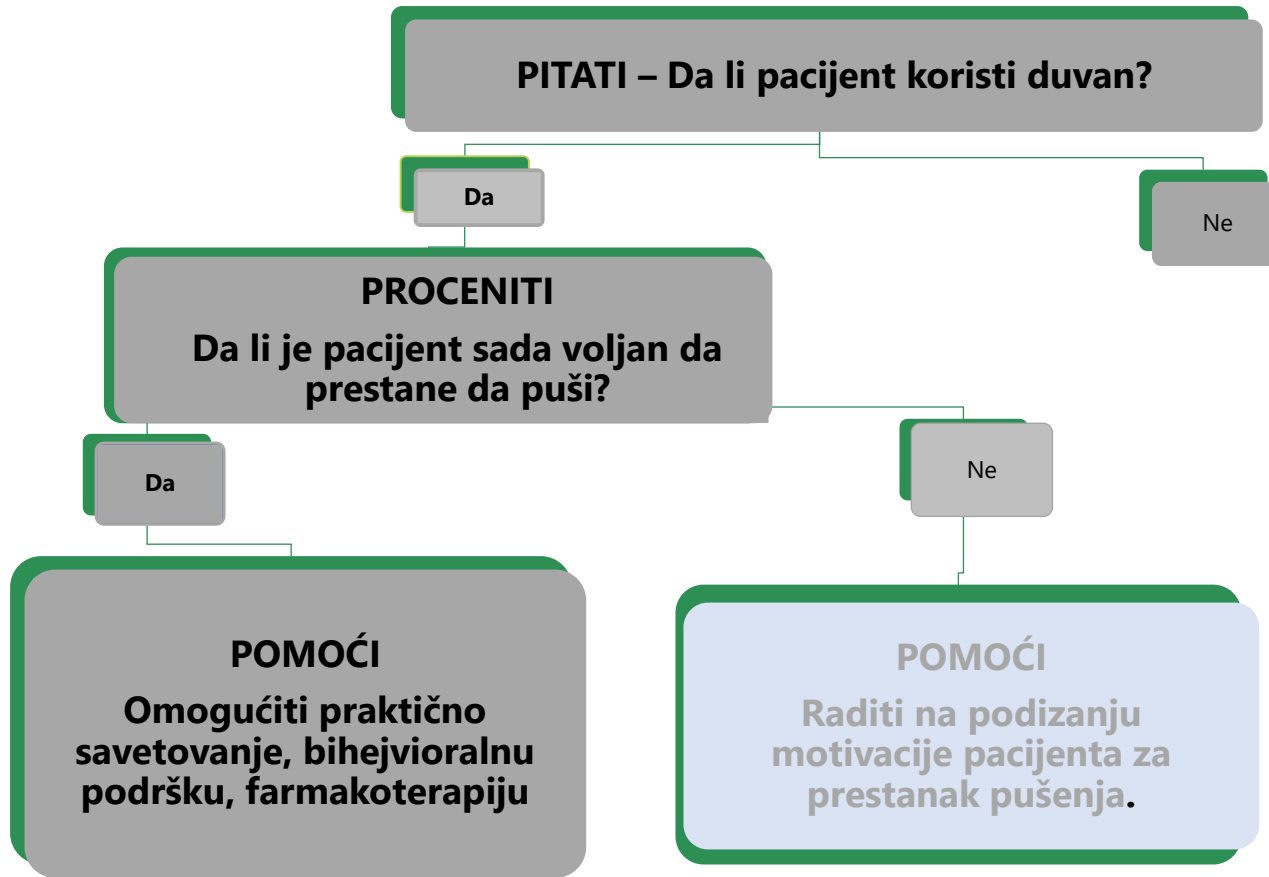 PITATI – Da li pacijent koristi duvan?
Da
Ne
PROCENITI
Da li je pacijent sada voljan da
prestane da puši?
Da
Ne
POMOĆI
Omogućiti praktično
savetovanje, bihejvioralnu
podršku, farmakoterapiju
POMOĆI
Raditi na podizanju
motivacije pacijenta za
prestanak pušenja.